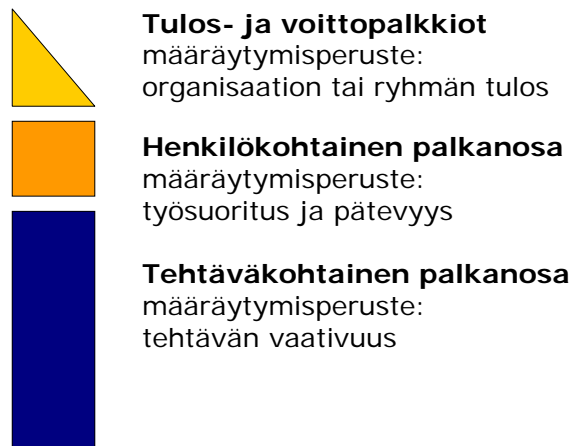 Tulos- ja voittopalkkiot
määräytymisperuste:
organisaation tai ryhmän tulos
Henkilökohtainen palkanosa
määräytymisperuste:
työsuoritus ja pätevyys
Tehtäväkohtainen palkanosa
määräytymisperuste:
tehtävän vaativuus